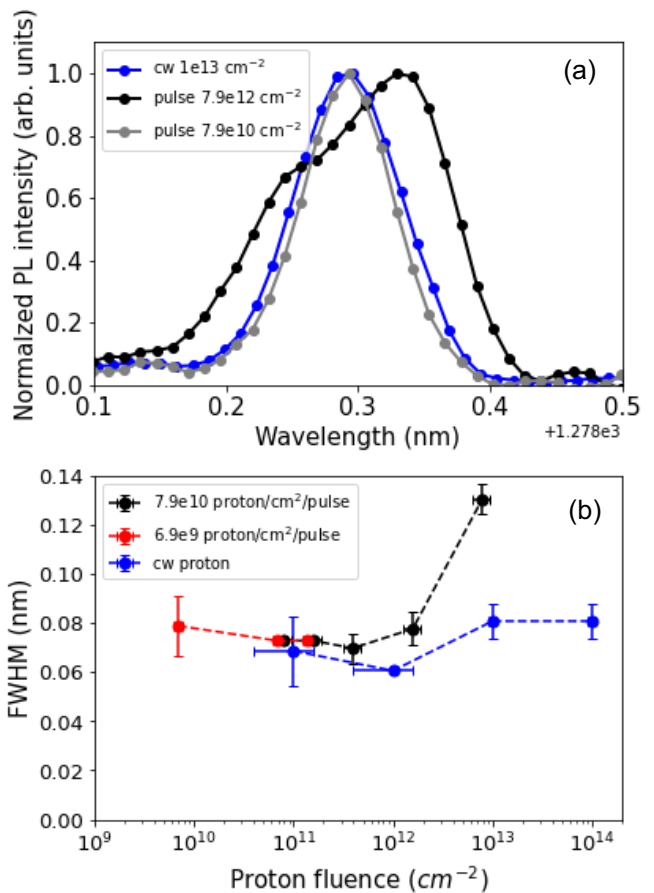 Normalzed PL intensity (arb. units)
1.0
0.8
0.6
0.4
0.2
0.0
cw 1e13 cm⁻²
pulse 7.9e12 cm⁻²
pulse 7.9e10 cm⁻²
(a)
0.1 0.2 0.3 0.4 0.5
Wavelength (nm)
+1.278e3
FWHM (nm)
0.14
0.12
0.10
0.08
0.06
0.04
0.02
0.00
7.9e10 proton/cm²/pulse
6.9e9 proton/cm²/pulse
cw proton
(b)
10⁹ 10¹⁰ 10¹¹ 10¹² 10¹³ 10¹⁴
Proton fluence (cm⁻²)